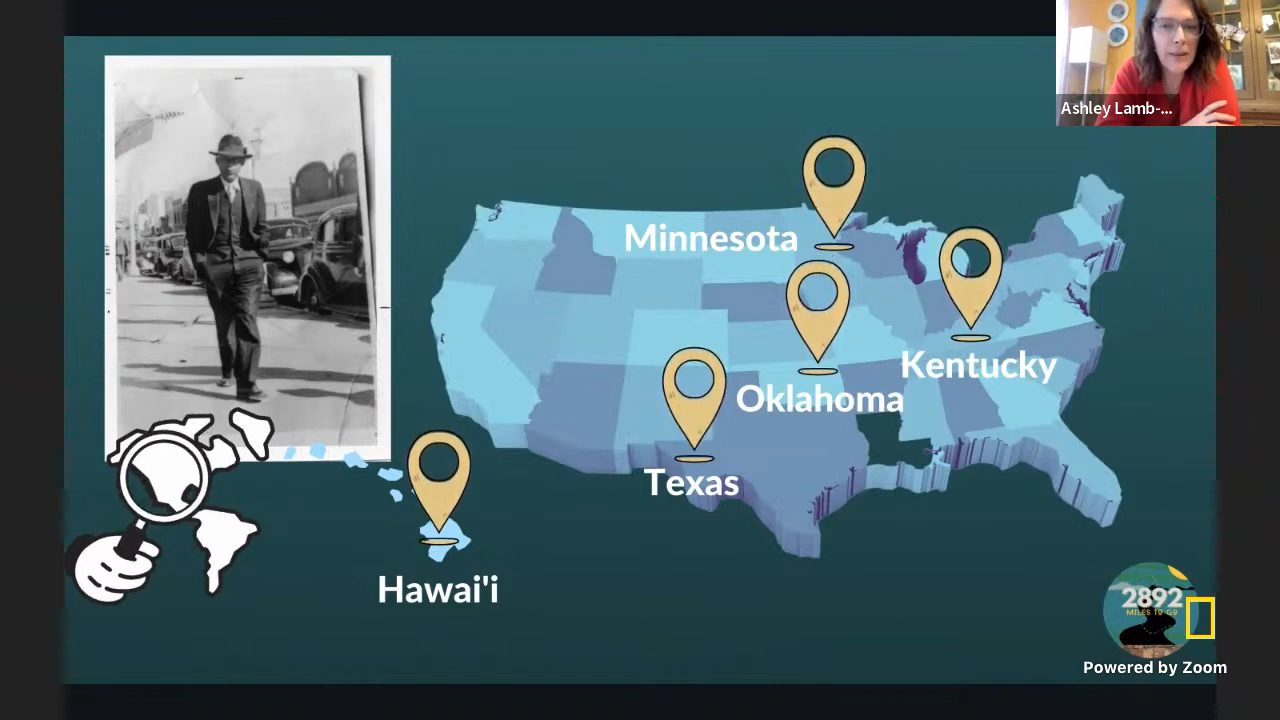 Ashley Lamb-...
Minnesota
Kentucky
Oklahoma
Texas
Hawai'i
2892
MILES TO GO
Powered by Zoom